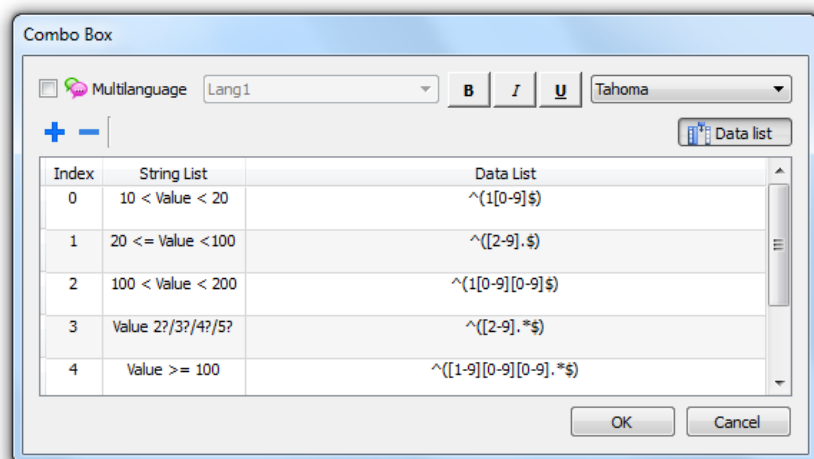 Combo Box
Multilanguage Lang1 B I U Tahoma
Data list
Index String List Data List
0 10 < Value < 20 ^(1[0-9]$)
1 20 <= Value <100 ^([2-9].$)
2 100 < Value < 200 ^(1[0-9][0-9]$)
3 Value 2?/3?/4?/5? ^([2-9].*$)
4 Value >= 100 ^([1-9][0-9][0-9].*$)
OK Cancel